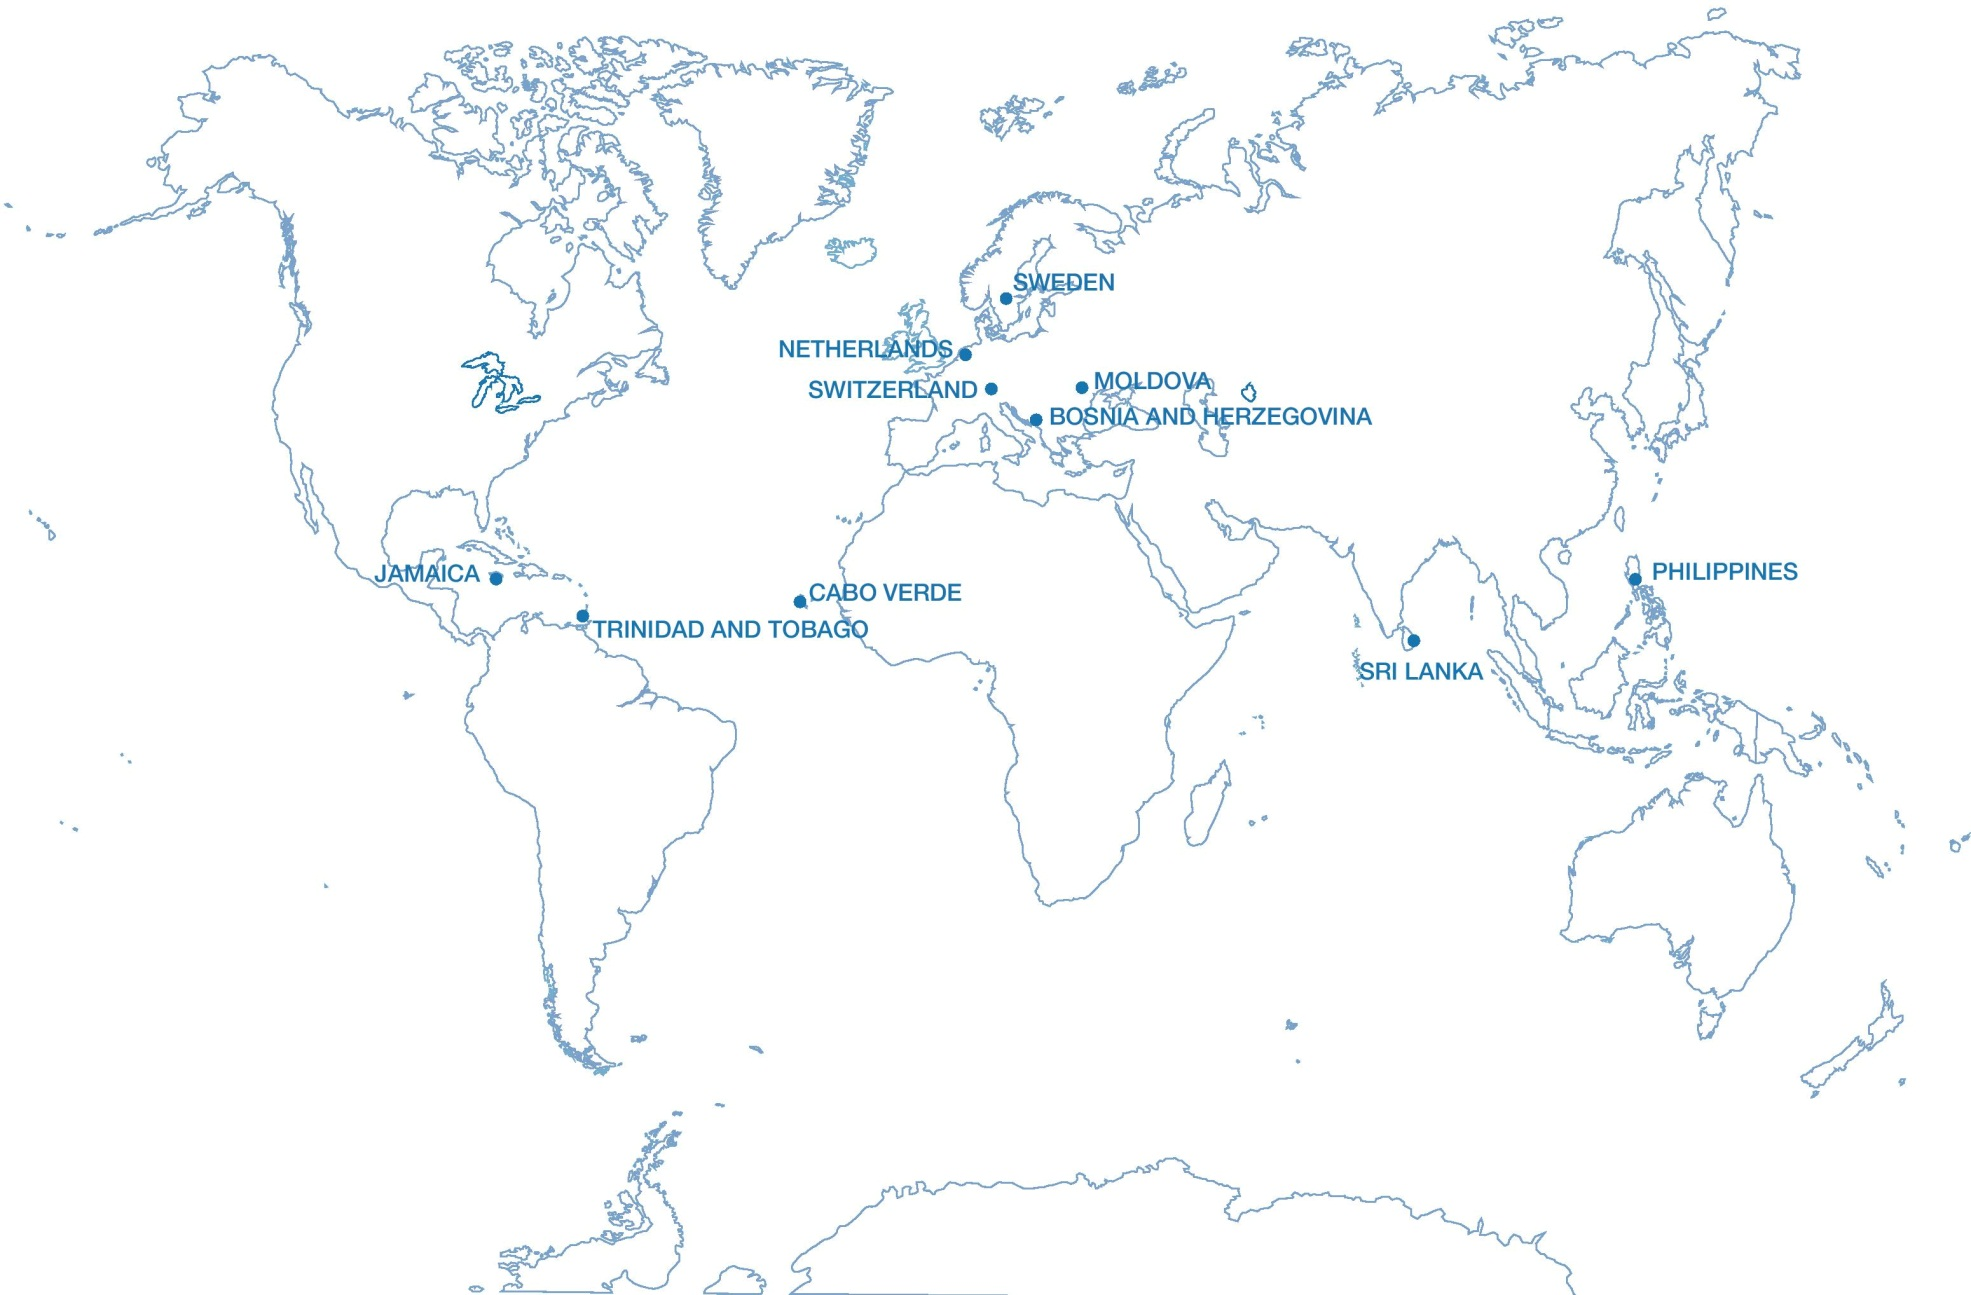 SWEDEN
NETHERLANDS
SWITZERLAND
MOLDOVA
BOSNIA AND HERZEGOVINA
JAMAICA
CABO VERDE
PHILIPPINES
TRINIDAD AND TOBAGO
SRI LANKA